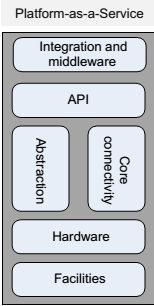 Platform-as-a-Service
Integration and
middleware
API
Abstraction
Core
connectivity
Hardware
Facilities